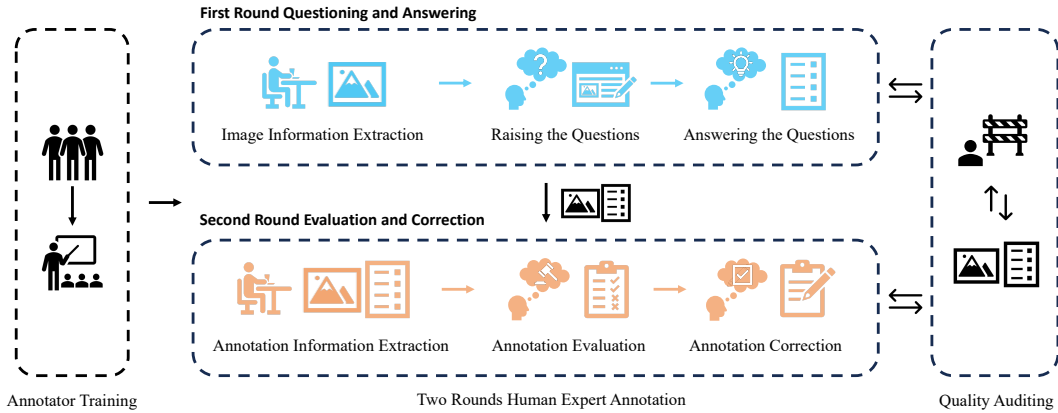 First Round Questioning and Answering
Image Information Extraction
Raising the Questions
Answering the Questions
Second Round Evaluation and Correction
Annotation Information Extraction
Annotation Evaluation
Annotation Correction
Annotator Training
Two Rounds Human Expert Annotation
Quality Auditing